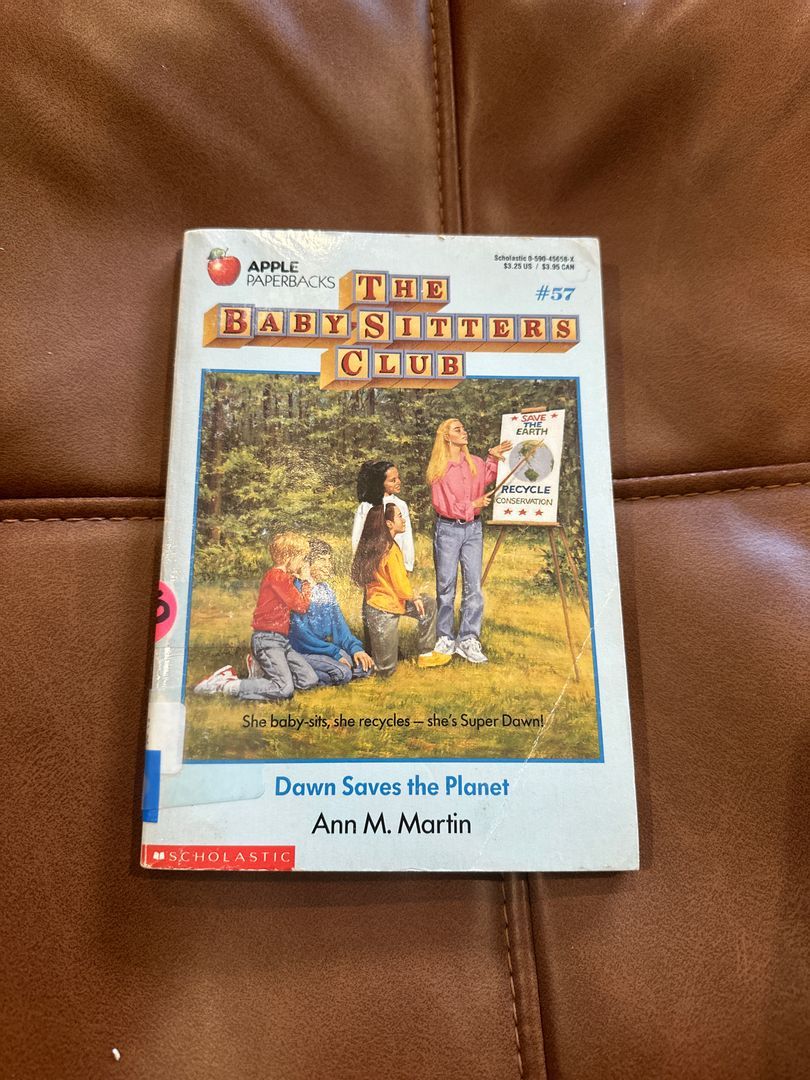 APPLE
PAPERBACKS
Scholastic 0-590-45658-X
$3.25 US / $3.95 CAN
#57
THE
BABY-SITTERS
CLUB
SAVE
THE
EARTH
RECYCLE
CONSERVATION
She baby-sits, she recycles — she's Super Dawn!
Dawn Saves the Planet
Ann M. Martin
SCHOLASTIC